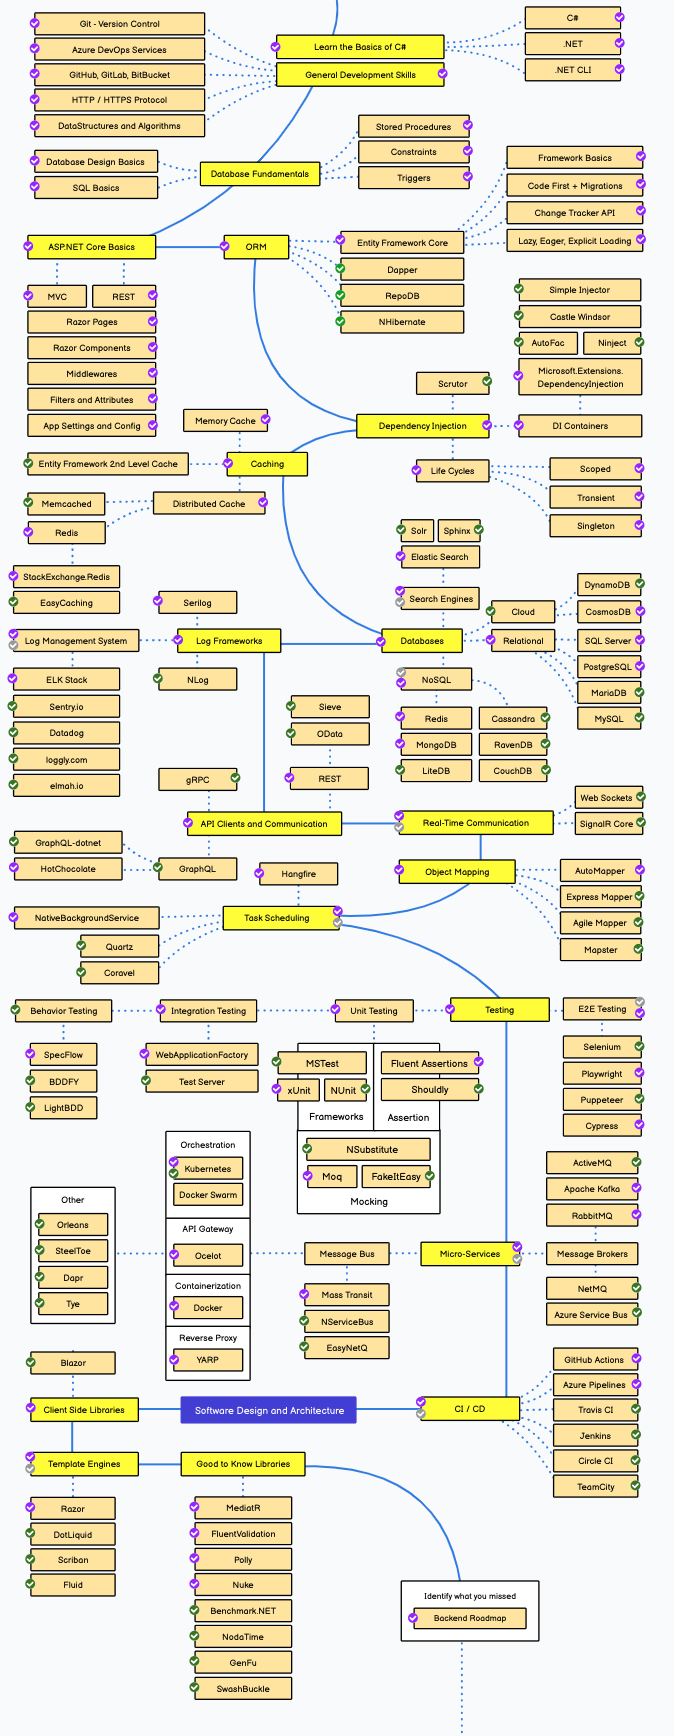 Git - Version Control
Azure DevOps Services
GitHub, GitLab, BitBucket
HTTP / HTTPS Protocol
DataStructures and Algorithms
Learn the Basics of C#
General Development Skills
C#
.NET
.NET CLI
Database Design Basics
SQL Basics
Database Fundamentals
Stored Procedures
Constraints
Triggers
Framework Basics
Code First + Migrations
Change Tracker API
Lazy, Eager, Explicit Loading
ASP.NET Core Basics
ORM
Entity Framework Core
Dapper
RepoDB
NHibernate
MVC
REST
Razor Pages
Razor Components
Middlewares
Filters and Attributes
App Settings and Config
Simple Injector
Castle Windsor
AutoFac
Ninject
Microsoft.Extensions.
DependencyInjection
Scrutor
Dependency Injection
DI Containers
Life Cycles
Scoped
Transient
Singleton
Memory Cache
Entity Framework 2nd Level Cache
Caching
Memcached
Distributed Cache
Redis
StackExchange.Redis
EasyCaching
Solr
Sphinx
Elastic Search
Search Engines
Databases
Cloud
Relational
DynamoDB
CosmosDB
SQL Server
PostgreSQL
MariaDB
MySQL
NoSQL
Redis
Cassandra
MongoDB
RavenDB
LiteDB
CouchDB
Serilog
Log Management System
Log Frameworks
NLog
ELK Stack
Sentry.io
Datadog
loggly.com
elmah.io
Sieve
OData
REST
gRPC
API Clients and Communication
GraphQL-dotnet
HotChocolate
GraphQL
Real-Time Communication
Web Sockets
SignalR Core
Object Mapping
AutoMapper
Express Mapper
Agile Mapper
Mapster
Hangfire
NativeBackgroundService
Task Scheduling
Quartz
Coravel
Behavior Testing
Integration Testing
Unit Testing
Testing
E2E Testing
SpecFlow
BDDFY
LightBDD
WebApplicationFactory
Test Server
MSTest
xUnit
NUnit
Frameworks
Fluent Assertions
Shouldly
Assertion
NSubstitute
Moq
FakeItEasy
Mocking
Selenium
Playwright
Puppeteer
Cypress
Orchestration
Kubernetes
Docker Swarm
API Gateway
Ocelot
Containerization
Docker
Reverse Proxy
YARP
Other
Orleans
SteelToe
Dapr
Tye
Message Bus
Mass Transit
NServiceBus
EasyNetQ
Micro-Services
ActiveMQ
Apache Kafka
RabbitMQ
Message Brokers
NetMQ
Azure Service Bus
Blazor
Client Side Libraries
Software Design and Architecture
CI / CD
GitHub Actions
Azure Pipelines
Travis CI
Jenkins
Circle CI
TeamCity
Template Engines
Good to Know Libraries
Razor
DotLiquid
Scriban
Fluid
MediatR
FluentValidation
Polly
Nuke
Benchmark.NET
NodaTime
GenFu
SwashBuckle
Identify what you missed
Backend Roadmap